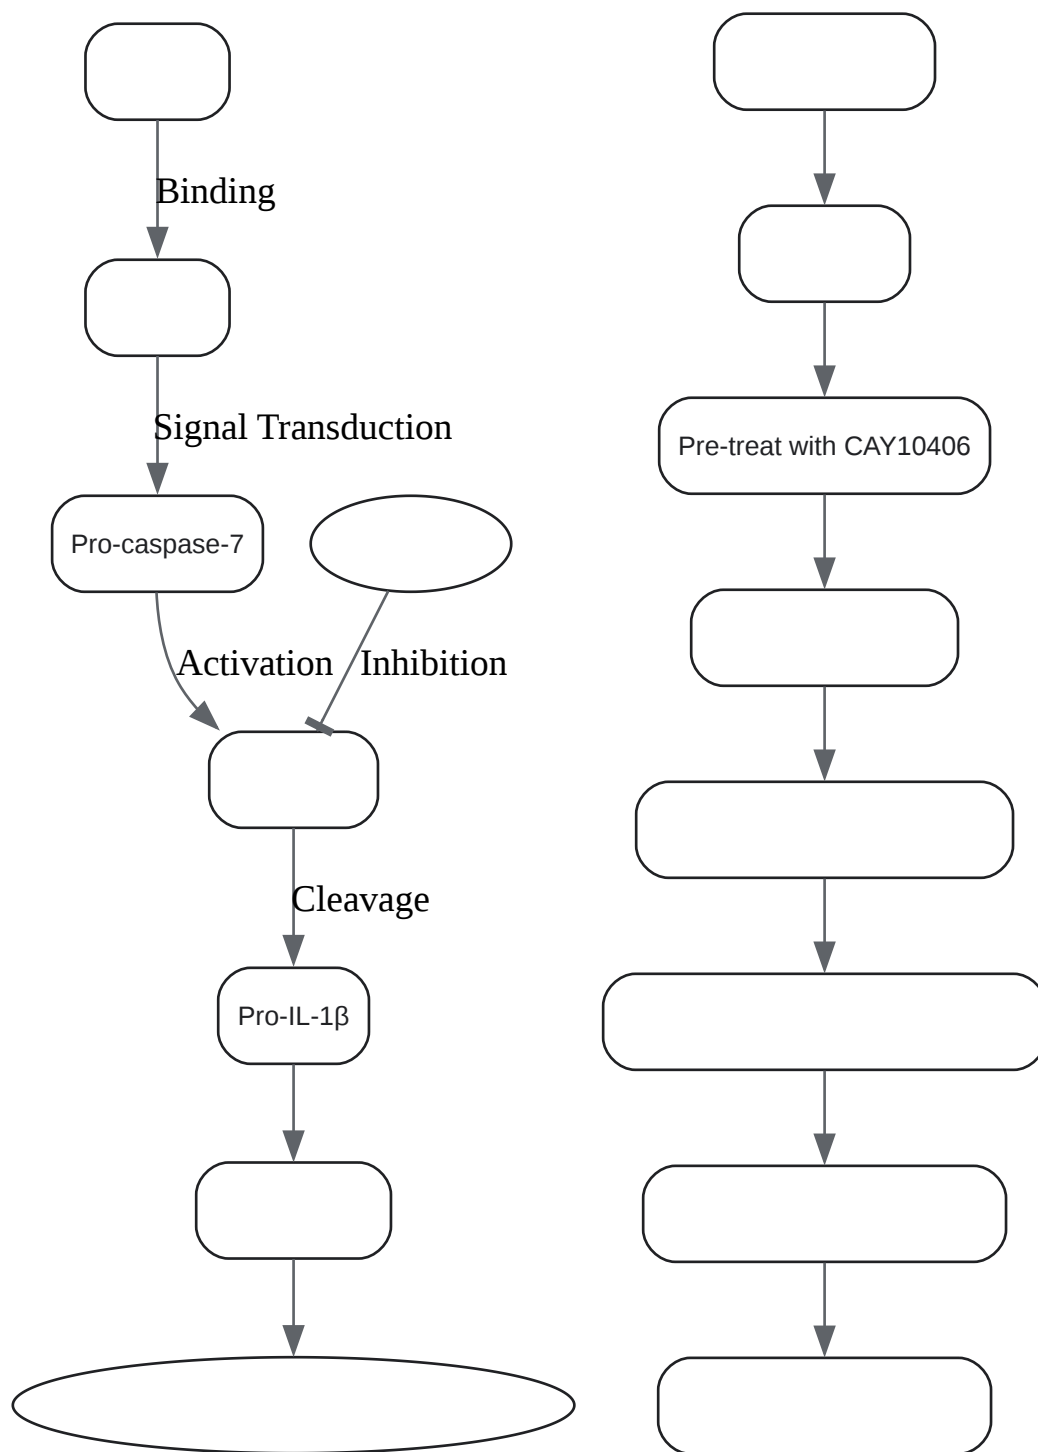 Binding
Signal Transduction
Pro-caspase-7
Activation
Inhibition
Cleavage
Pro-IL-1β
Pre-treat with CAY10406